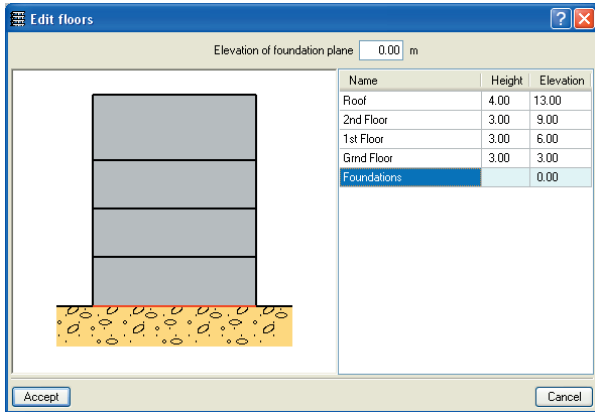 Edit floors
Elevation of foundation plane 0.00 m
Name Height Elevation
Roof 4.00 13.00
2nd Floor 3.00 9.00
1st Floor 3.00 6.00
Grnd Floor 3.00 3.00
Foundations 0.00
Accept Cancel